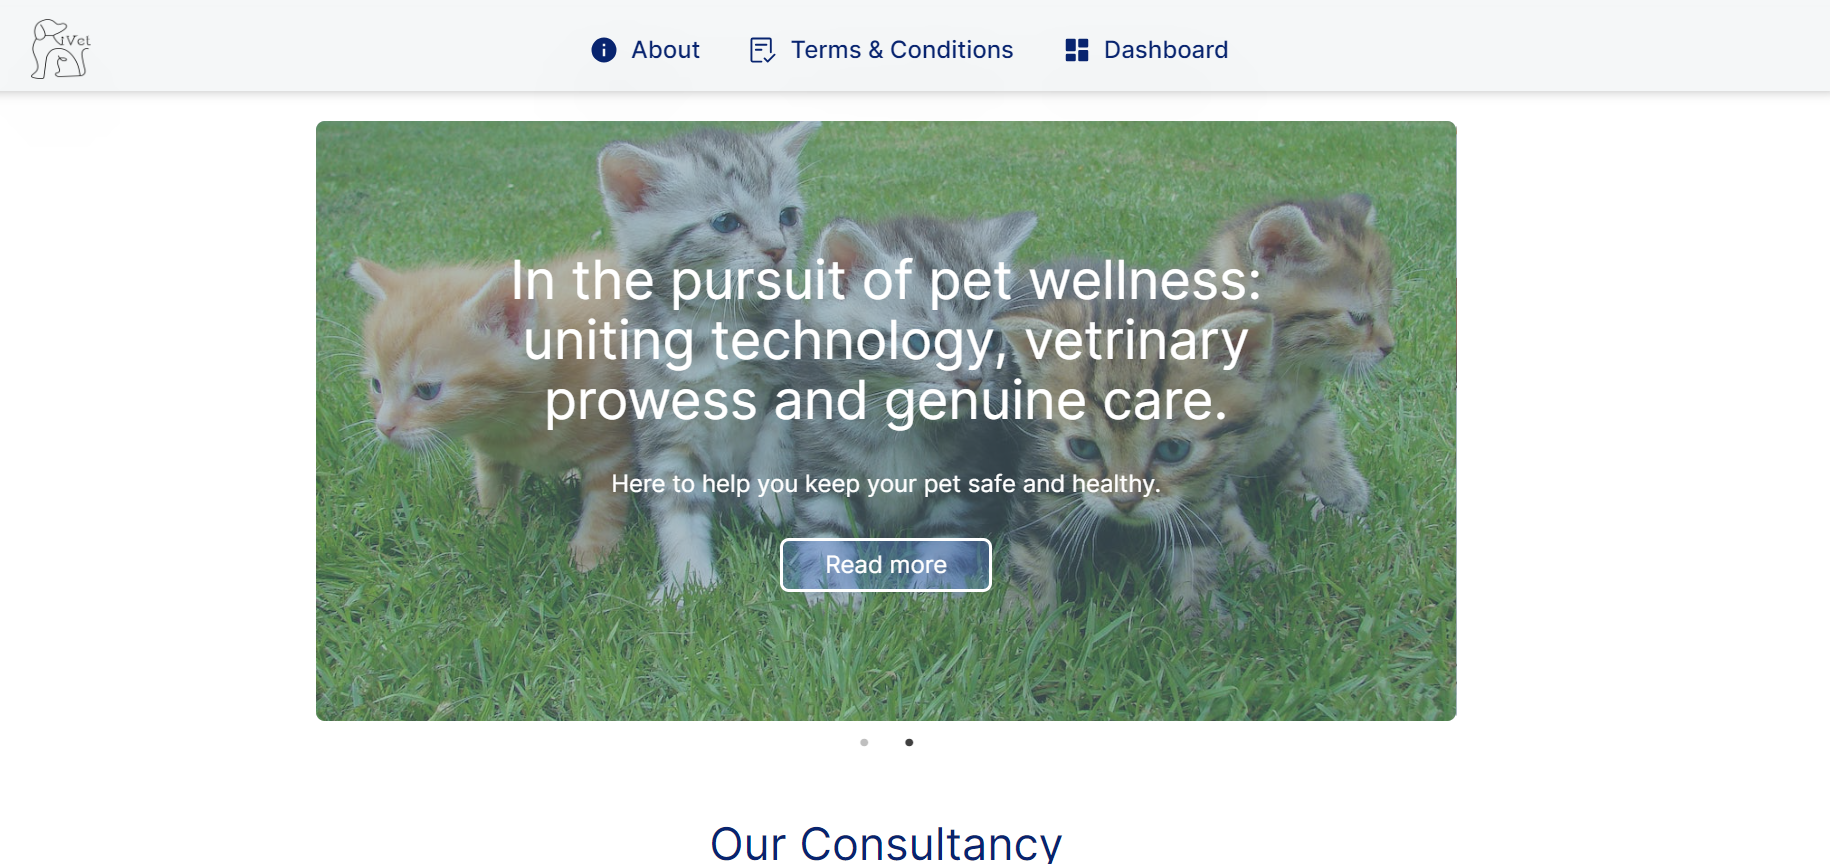 iVet
About
Terms & Conditions
Dashboard
In the pursuit of pet wellness:
uniting technology, vetrinary
prowess and genuine care.
Here to help you keep your pet safe and healthy.
Read more
Our Consultancy